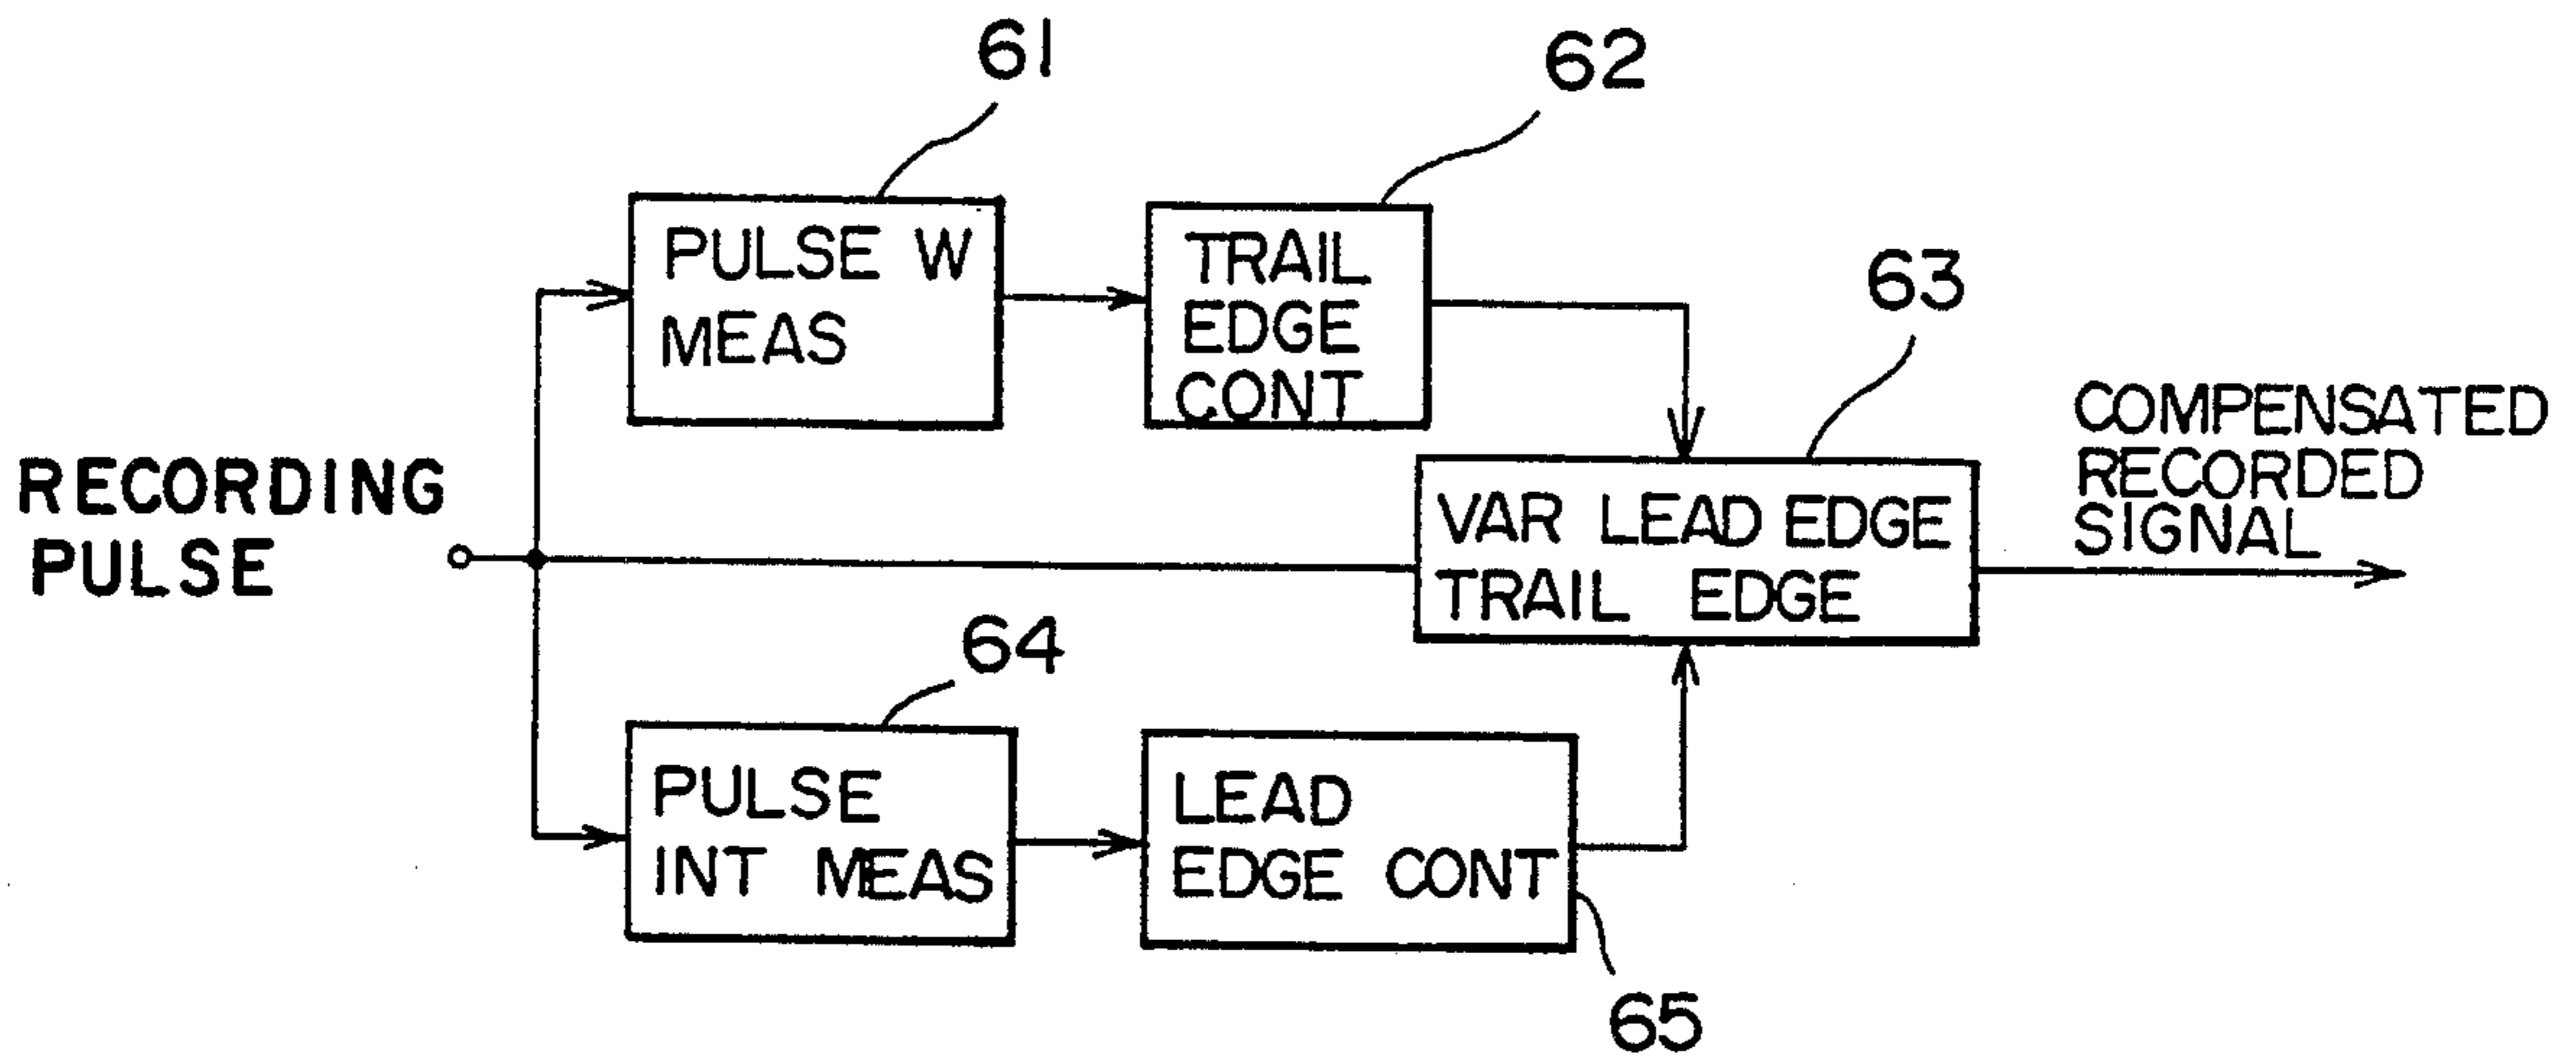 61
62
PULSE W
MEAS
TRAIL
EDGE
CONT
63
RECORDING
PULSE
VAR LEAD EDGE
TRAIL EDGE
COMPENSATED
RECORDED
SIGNAL
64
PULSE
INT MEAS
LEAD
EDGE CONT
65